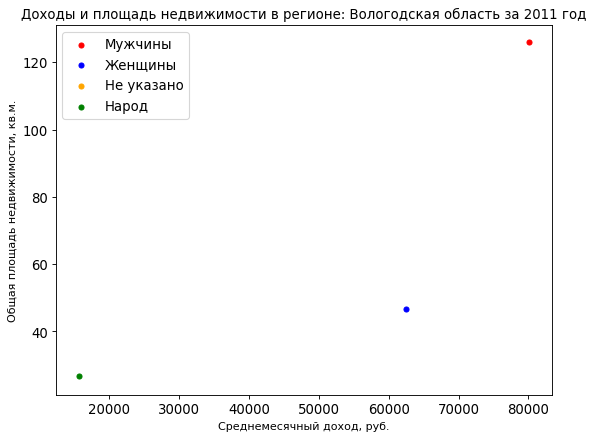 Доходы и площадь недвижимости в регионе: Вологодская область за 2011 год
Мужчины
Женщины
Не указано
Народ
120
100
80
60
40
Общая площадь недвижимости, кв.м.
20000 30000 40000 50000 60000 70000 80000
Среднемесячный доход, руб.